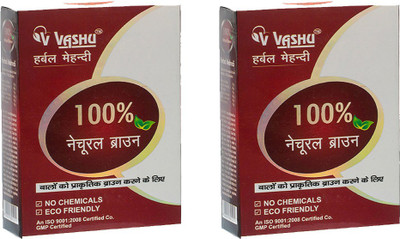 VASHU TM
हर्बल मेहन्दी
100%
नेचूरल ब्राउन
बालों को प्राकृतिक ब्राउन करने के लिए
NO CHEMICALS
ECO FRIENDLY
An ISO 9001:2008 Certified Co.
GMP Certified
VASHU TM
हर्बल मेहन्दी
100%
नेचूरल ब्राउन
बालों को प्राकृतिक ब्राउन करने के लिए
NO CHEMICALS
ECO FRIENDLY
An ISO 9001:2008 Certified Co.
GMP Certified